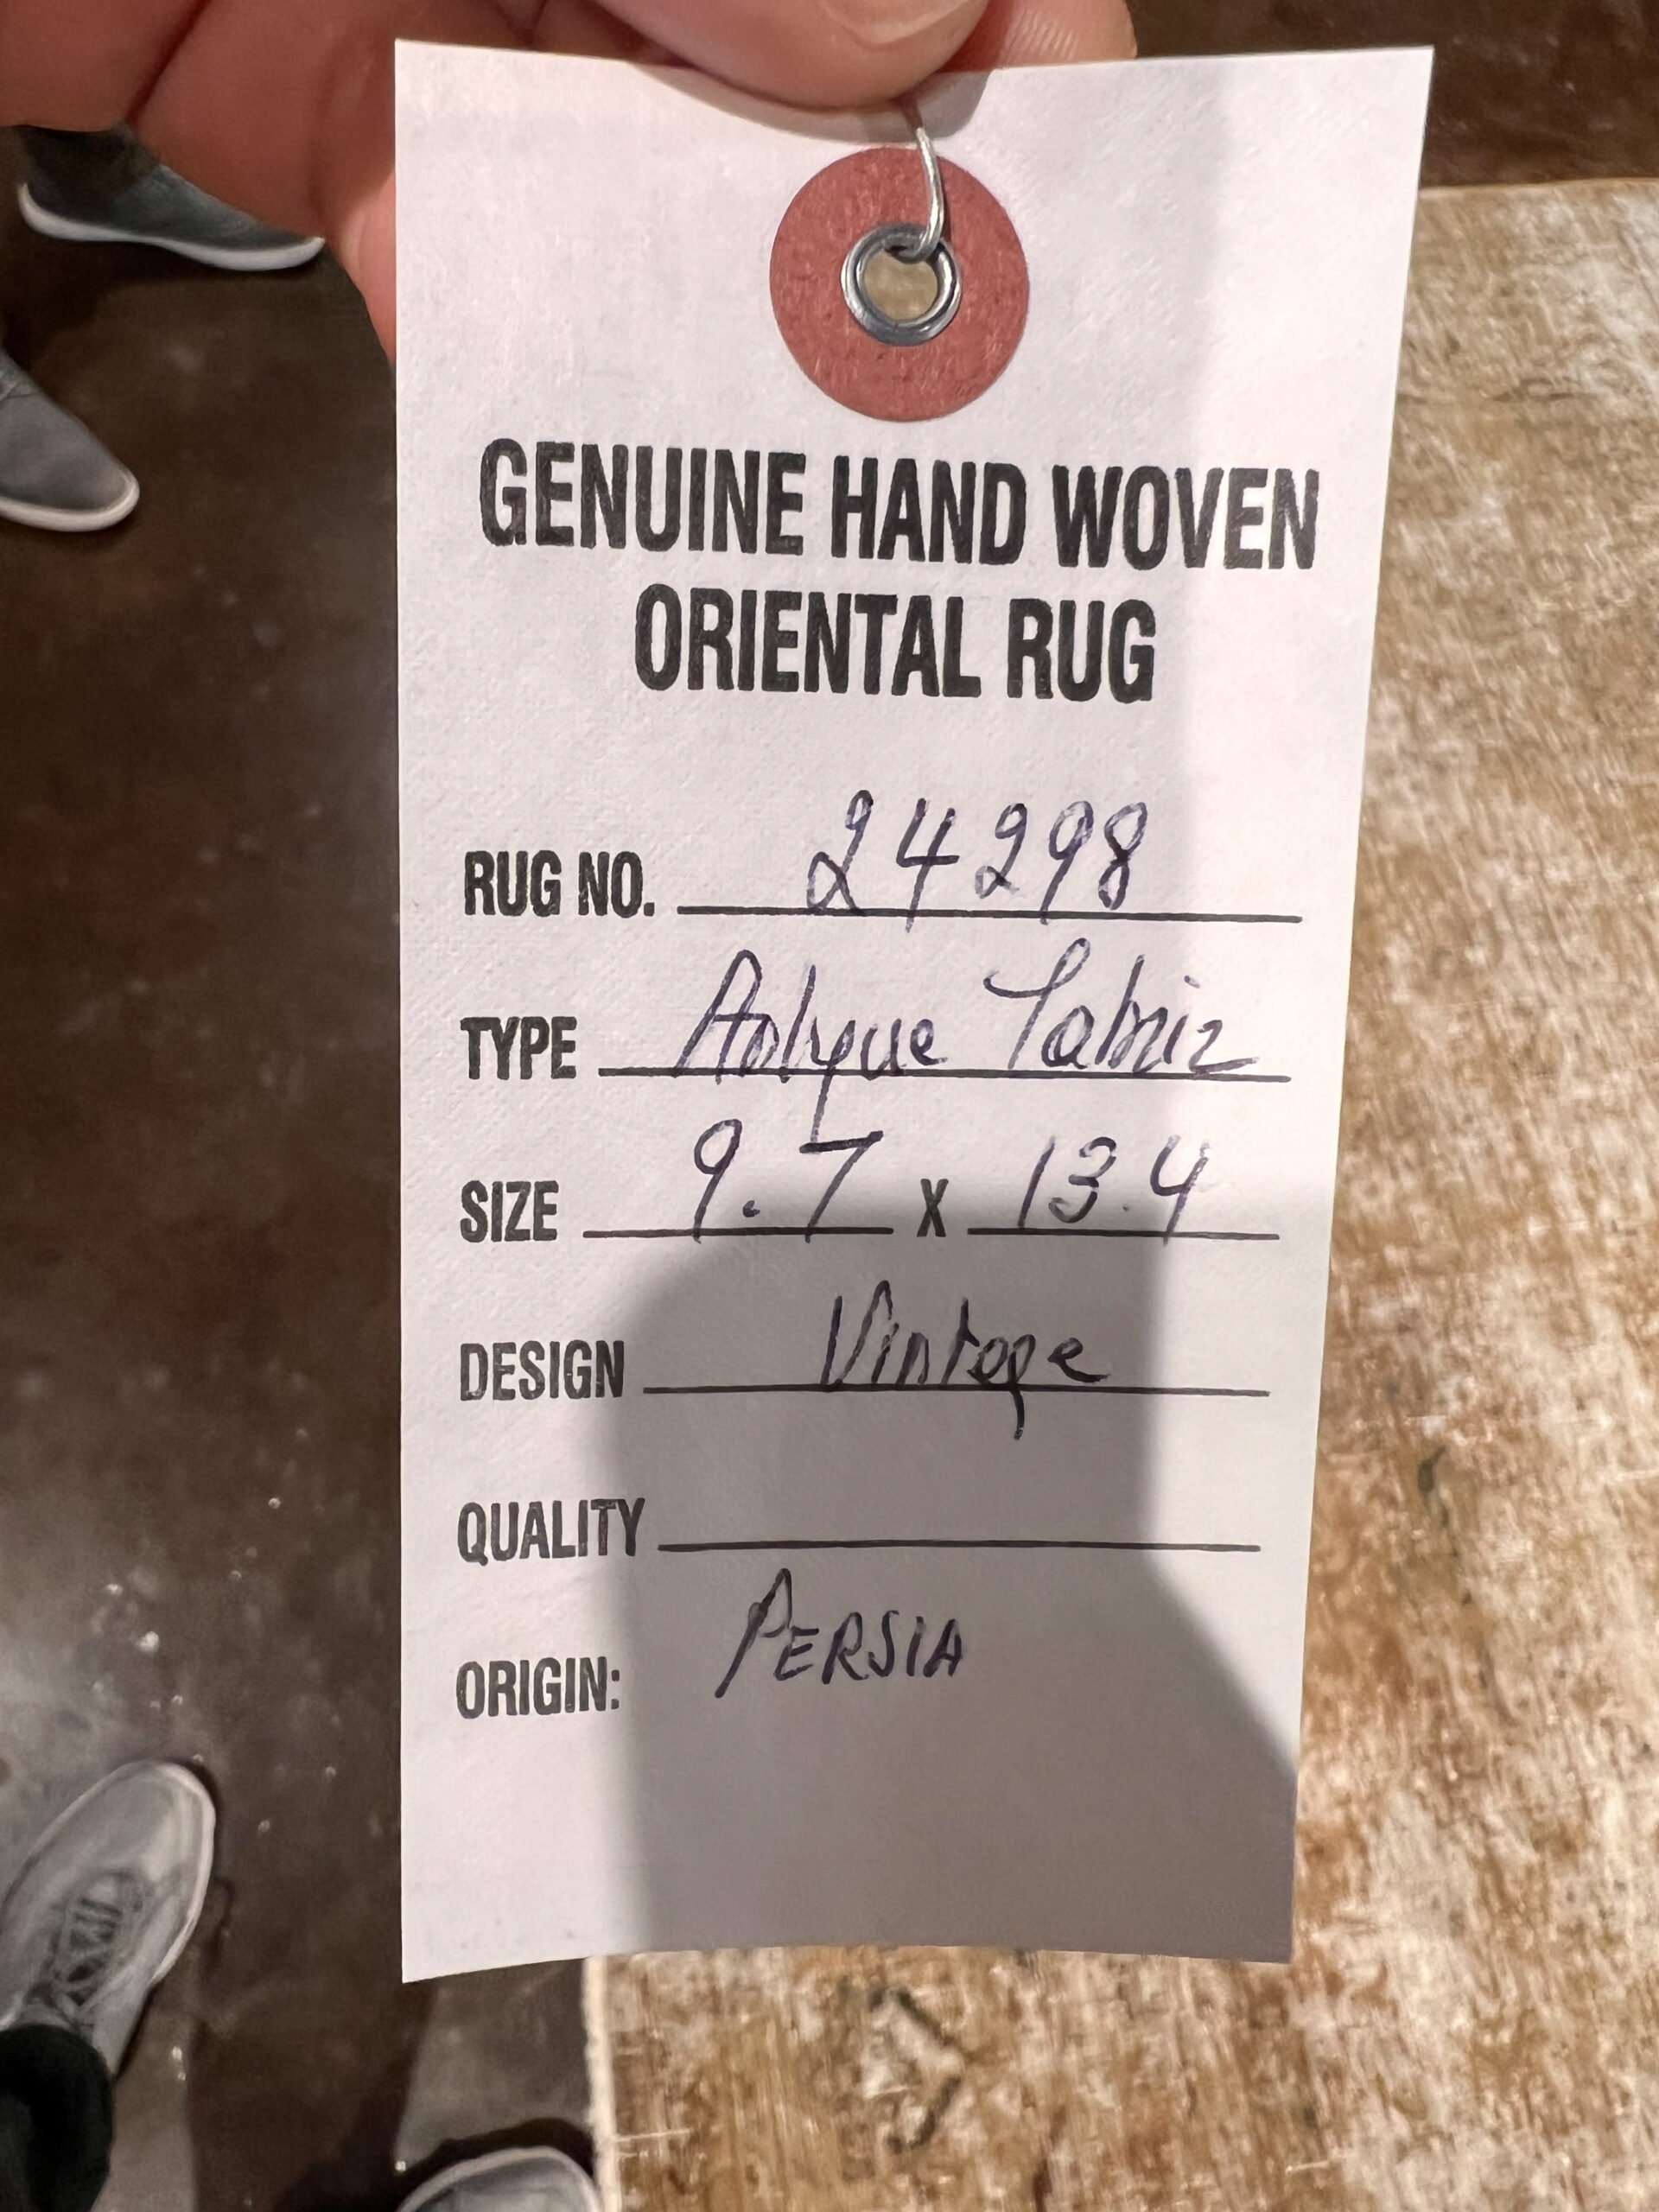 GENUINE HAND WOVEN
ORIENTAL RUG
RUG NO. 24298
TYPE Antique Tabriz
SIZE 9.7 X 13.4
DESIGN Vintage
QUALITY
ORIGIN: PERSIA